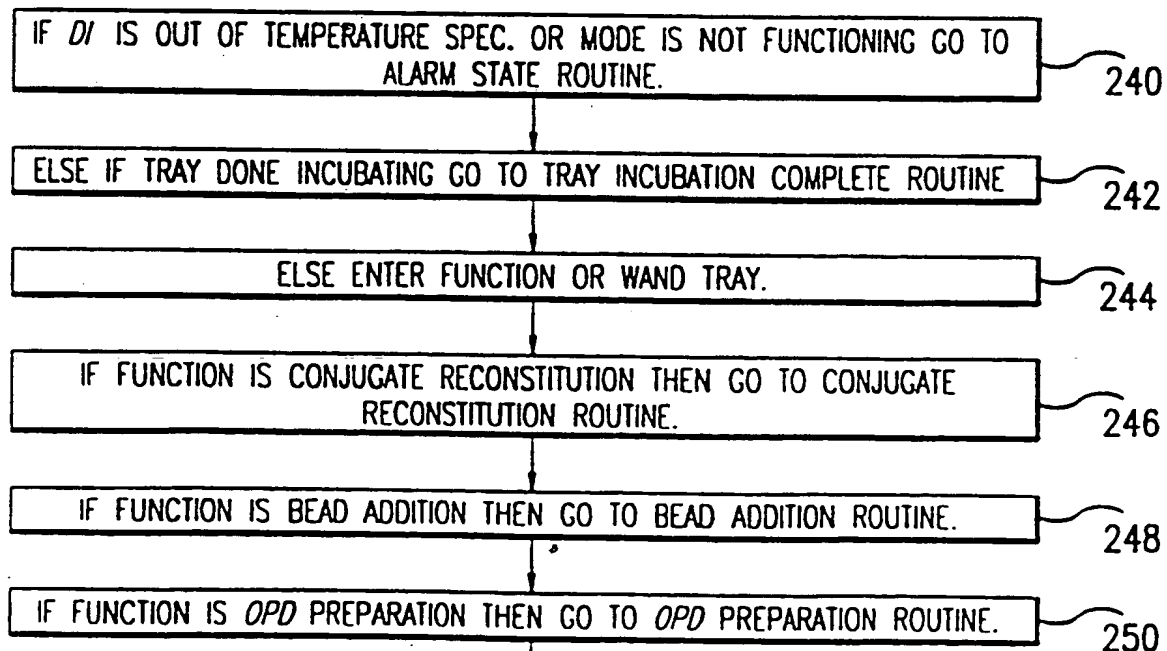 IF DI IS OUT OF TEMPERATURE SPEC. OR MODE IS NOT FUNCTIONING GO TO
ALARM STATE ROUTINE.
240
ELSE IF TRAY DONE INCUBATING GO TO TRAY INCUBATION COMPLETE ROUTINE
242
ELSE ENTER FUNCTION OR WAND TRAY.
244
IF FUNCTION IS CONJUGATE RECONSTITUTION THEN GO TO CONJUGATE
RECONSTITUTION ROUTINE.
246
IF FUNCTION IS BEAD ADDITION THEN GO TO BEAD ADDITION ROUTINE.
248
IF FUNCTION IS OPD PREPARATION THEN GO TO OPD PREPARATION ROUTINE.
250